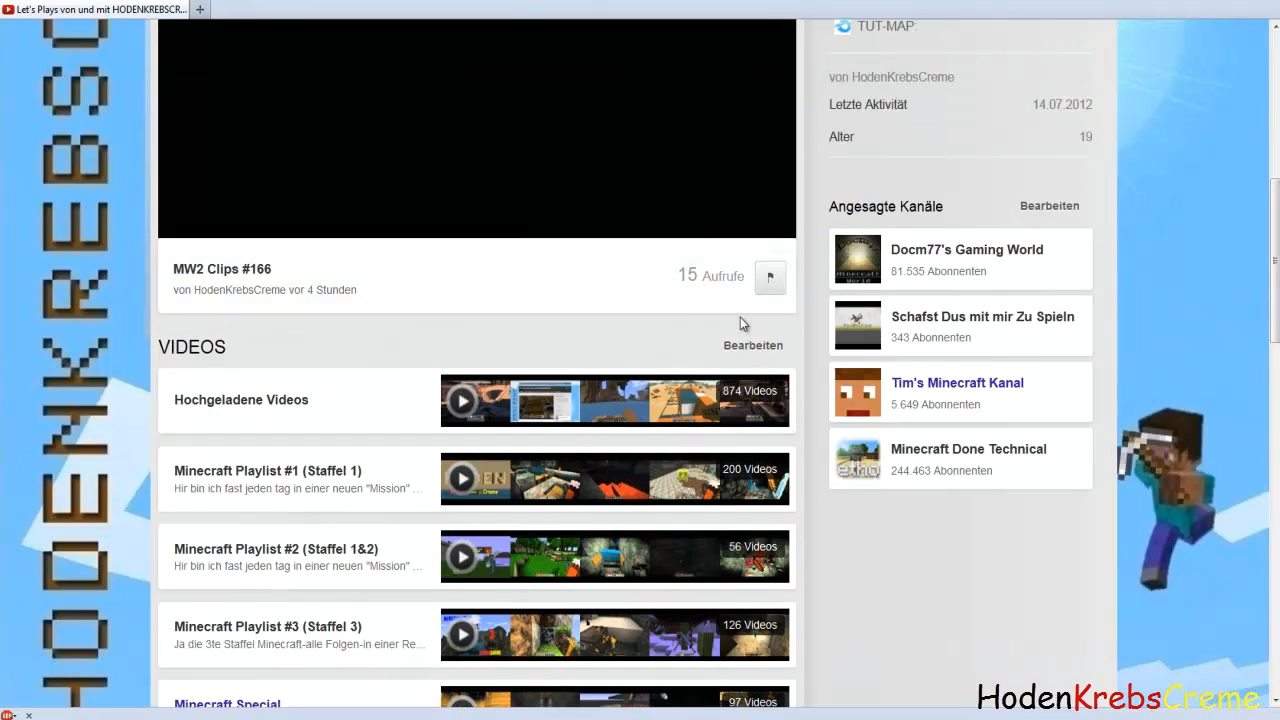 Let's Plays von und mit HODENKREBSCR...
TUT-MAP:
von HodenKrebsCreme
Letzte Aktivität 14.07.2012
Alter 19
Angesagte Kanäle Bearbeiten
Docm77's Gaming World
81.535 Abonnenten
Schafst Dus mit mir Zu Spieln
343 Abonnenten
Tim's Minecraft Kanal
5.649 Abonnenten
Minecraft Done Technical
244.463 Abonnenten
MW2 Clips #166
von HodenKrebsCreme vor 4 Stunden
15 Aufrufe
VIDEOS Bearbeiten
Hochgeladene Videos
874 Videos
Minecraft Playlist #1 (Staffel 1)
Hir bin ich fast jeden tag in einer neuen "Mission" ...
200 Videos
Minecraft Playlist #2 (Staffel 1&2)
Hir bin ich fast jeden tag in einer neuen "Mission" ...
56 Videos
Minecraft Playlist #3 (Staffel 3)
Ja die 3te Staffel Minecraft-alle Folgen-in einer Re...
126 Videos
Minecraft Special
97 Videos
HODENKREBSC
etho
HodenKrebsCreme